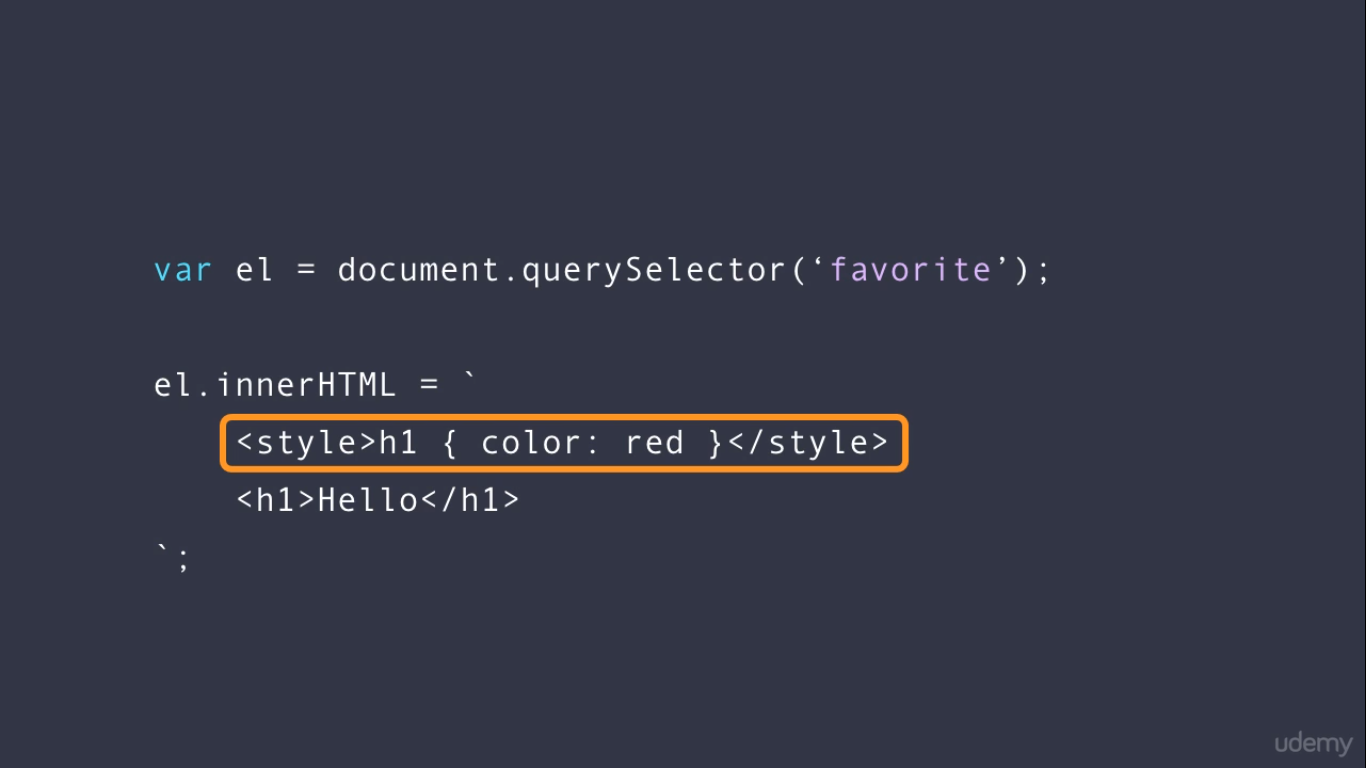 var el = document.querySelector(‘favorite’);
el.innerHTML = `
<style>h1 { color: red }</style>
<h1>Hello</h1>
`;
udemy